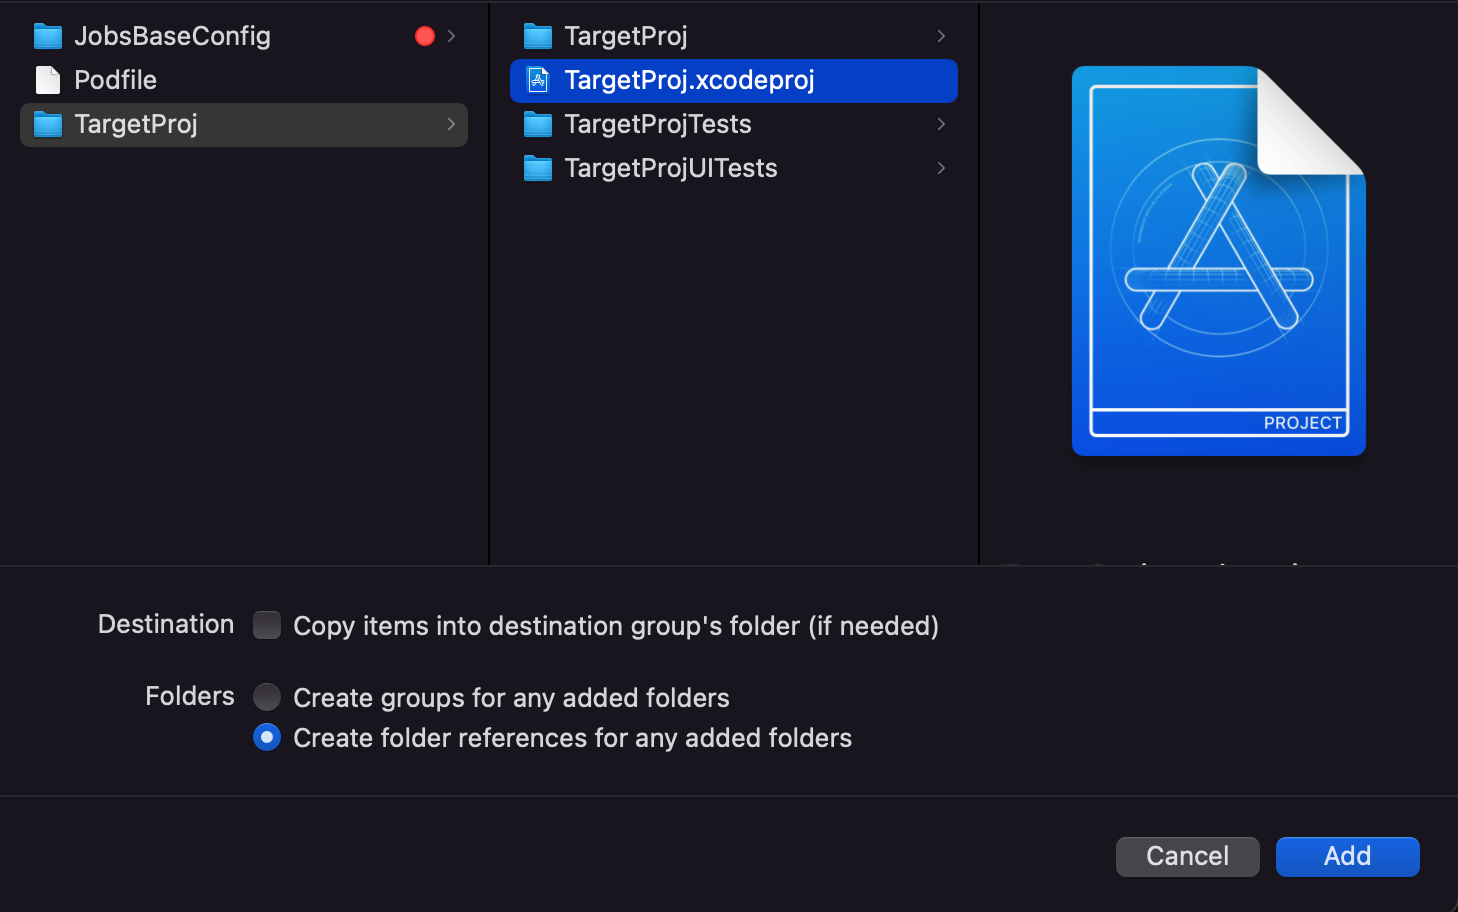 JobsBaseConfig
Podfile
TargetProj
TargetProj
TargetProj.xcodeproj
TargetProjTests
TargetProjUITests
PROJECT
Destination Copy items into destination group's folder (if needed)
Folders Create groups for any added folders
Create folder references for any added folders
Cancel Add